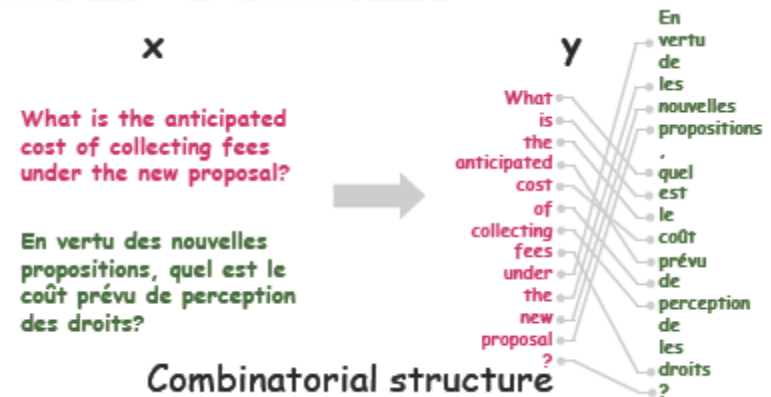 x
y
What is the anticipated
cost of collecting fees
under the new proposal?
En vertu des nouvelles
propositions, quel est le
coût prévu de perception
des droits?
What
is
the
anticipated
cost
of
collecting
fees
under
the
new
proposal
?
En
vertu
de
les
nouvelles
propositions
,
quel
est
le
coût
prévu
de
perception
de
les
droits
?
Combinatorial structure